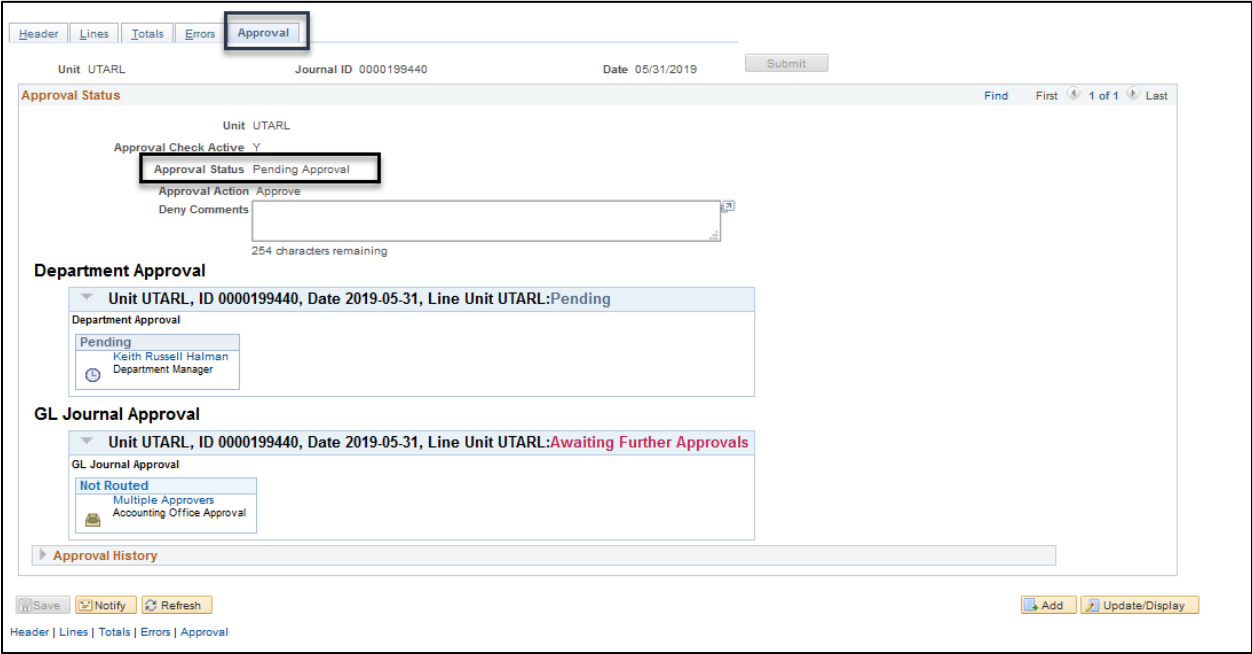 Header Lines Totals Errors Approval
Unit UTARL Journal ID 0000199440 Date 05/31/2019 Submit
Approval Status Find First 1 of 1 Last
Unit UTARL
Approval Check Active Y
Approval Status Pending Approval
Approval Action Approve
Deny Comments
254 characters remaining
Department Approval
Unit UTARL, ID 0000199440, Date 2019-05-31, Line Unit UTARL:Pending
Department Approval
Pending
Keith Russell Halman
Department Manager
GL Journal Approval
Unit UTARL, ID 0000199440, Date 2019-05-31, Line Unit UTARL:Awaiting Further Approvals
GL Journal Approval
Not Routed
Multiple Approvers
Accounting Office Approval
Approval History
Save Notify Refresh Add Update/Display
Header | Lines | Totals | Errors | Approval